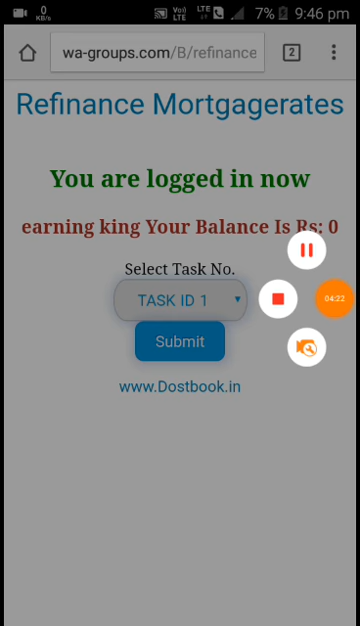 0
KB/s
Vo))
LTE
LTE
7%
9:46 pm
wa-groups.com/B/refinance
2
Refinance Mortgagerates
You are logged in now
earning king Your Balance Is Rs: 0
Select Task No.
TASK ID 1
04:22
Submit
www.Dostbook.in